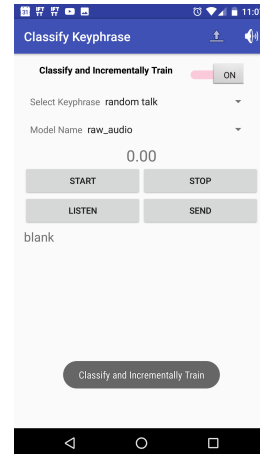 31 11:0
Classify Keyphrase
Classify and Incrementally Train ON
Select Keyphrase random talk
Model Name raw_audio
0.00
START STOP
LISTEN SEND
blank
Classify and Incrementally Train